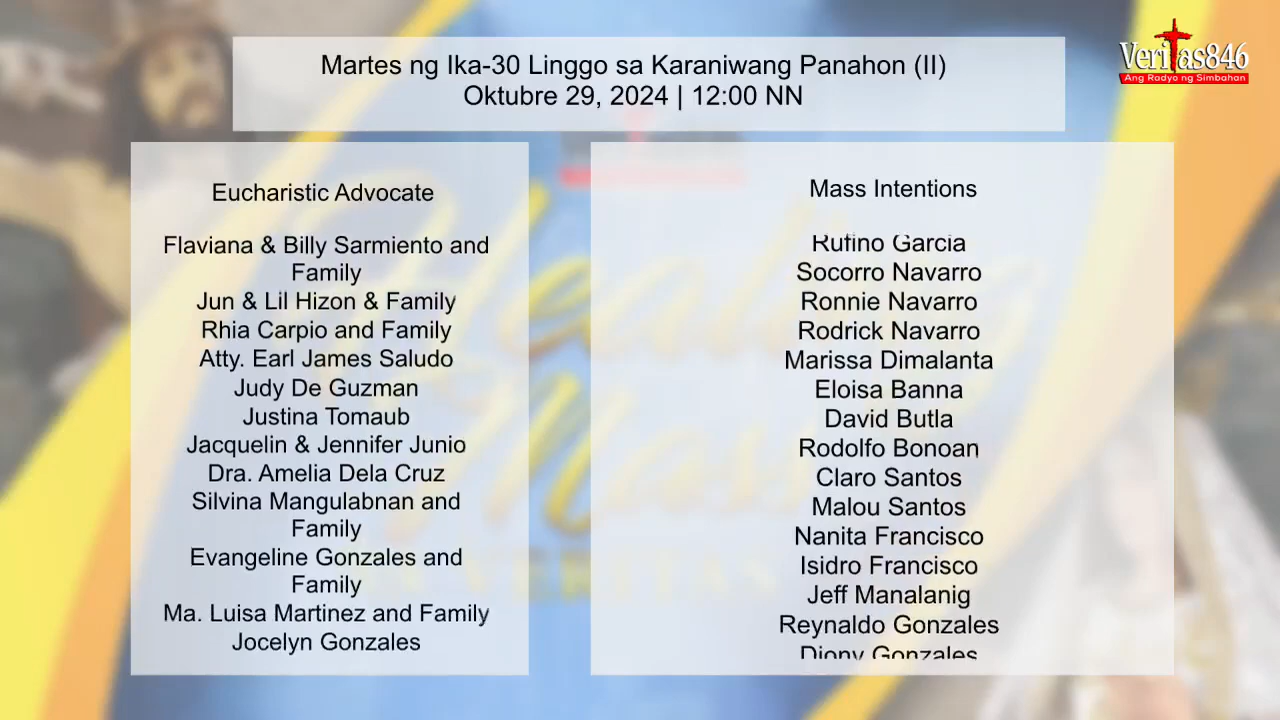 Martes ng Ika-30 Linggo sa Karaniwang Panahon (II)
Oktubre 29, 2024 | 12:00 NN
Veritas846
Ang Radyo ng Simbahan
Eucharistic Advocate
Flaviana & Billy Sarmiento and
Family
Jun & Lil Hizon & Family
Rhia Carpio and Family
Atty. Earl James Saludo
Judy De Guzman
Justina Tomaub
Jacquelin & Jennifer Junio
Dra. Amelia Dela Cruz
Silvina Mangulabnan and
Family
Evangeline Gonzales and
Family
Ma. Luisa Martinez and Family
Jocelyn Gonzales
Mass Intentions
Rufino Garcia
Socorro Navarro
Ronnie Navarro
Rodrick Navarro
Marissa Dimalanta
Eloisa Banna
David Butla
Rodolfo Bonoan
Claro Santos
Malou Santos
Nanita Francisco
Isidro Francisco
Jeff Manalanig
Reynaldo Gonzales
Diony Gonzales
Healing
Mass